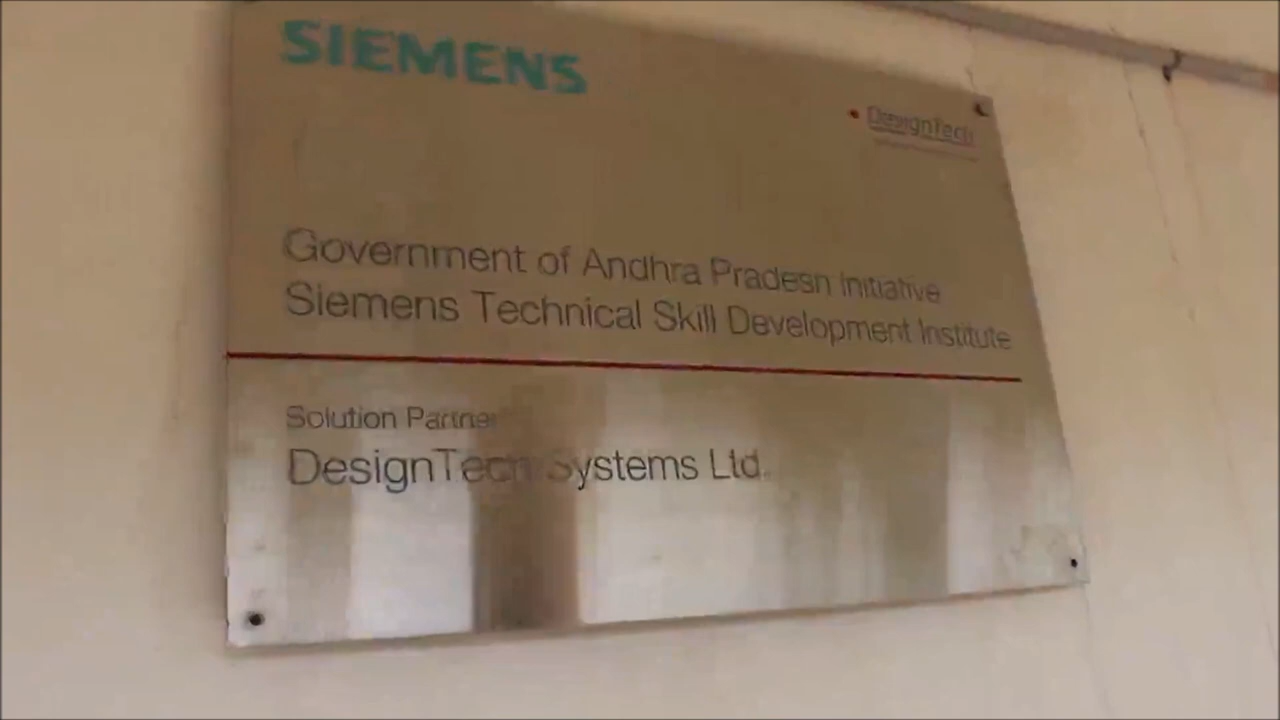 SIEMENS
DesignTech
Government of Andhra Pradesh Initiative
Siemens Technical Skill Development Institute
Solution Partner
DesignTech Systems Ltd.